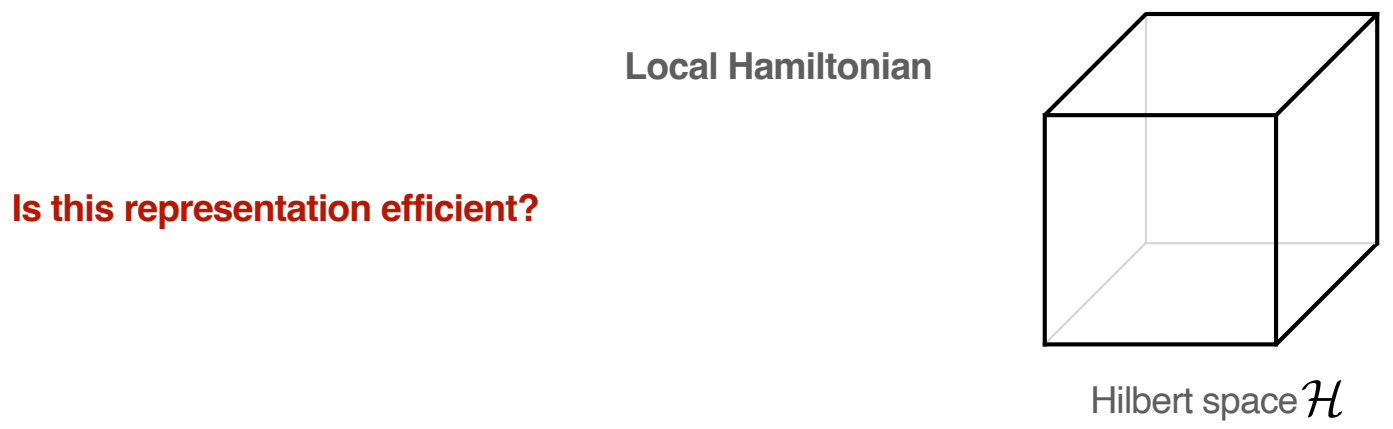 Local Hamiltonian
Is this representation efficient?
Hilbert space ℋ